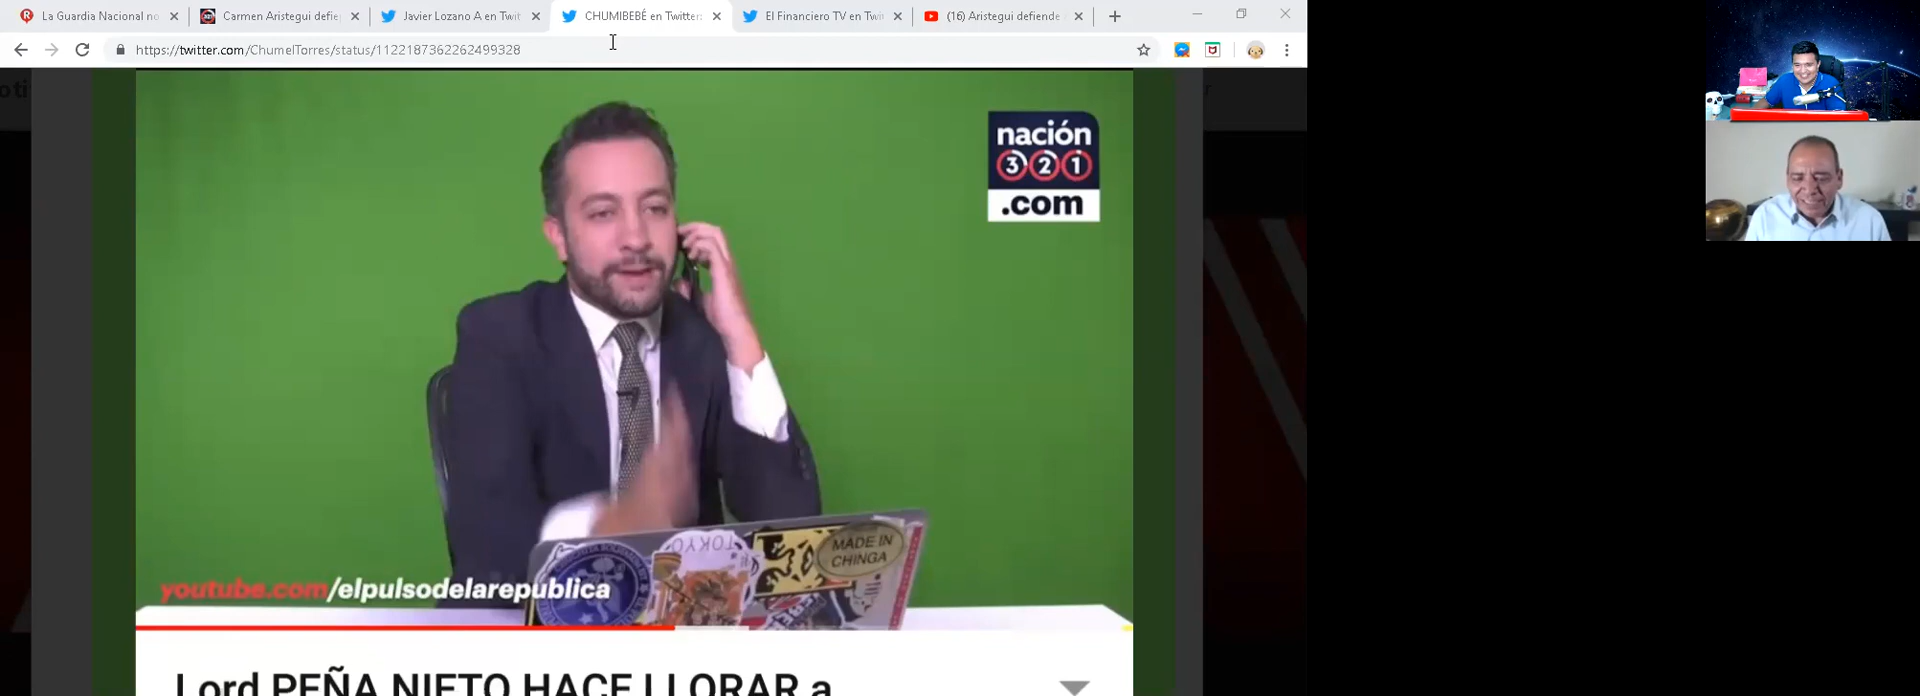 La Guardia Nacional no
Carmen Aristegui defie
Javier Lozano A en Twit
CHUMIBEBÉ en Twitter:
El Financiero TV en Twi
(16) Aristegui defiende
https://twitter.com/ChumelTorres/status/1122187362262499328
nación
321
.com
TOKYO
MADE IN
CHINGA
youtube.com/elpulsodelarepublica
Lord PEÑA NIETO HACE LLORAR a